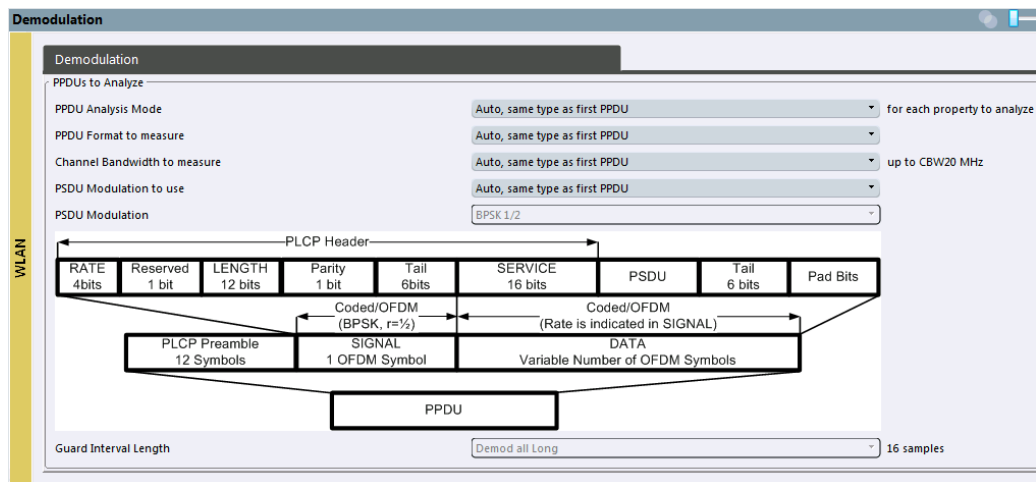 Demodulation
WLAN
Demodulation
PPDUs to Analyze
PPDU Analysis Mode Auto, same type as first PPDU for each property to analyze
PPDU Format to measure Auto, same type as first PPDU
Channel Bandwidth to measure Auto, same type as first PPDU up to CBW20 MHz
PSDU Modulation to use Auto, same type as first PPDU
PSDU Modulation BPSK 1/2
PLCP Header
RATE Reserved LENGTH Parity Tail SERVICE PSDU Tail Pad Bits
4bits 1 bit 12 bits 1 bit 6bits 16 bits 6 bits
Coded/OFDM Coded/OFDM
(BPSK, r=½) (Rate is indicated in SIGNAL)
PLCP Preamble SIGNAL DATA
12 Symbols 1 OFDM Symbol Variable Number of OFDM Symbols
PPDU
Guard Interval Length Demod all Long 16 samples